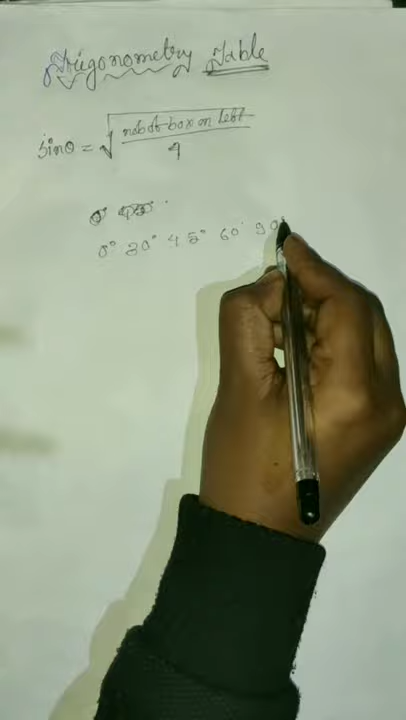 Trigonometry Table
sinθ = √ no. of box on left / 4
0° 30° 45° 60° 90°